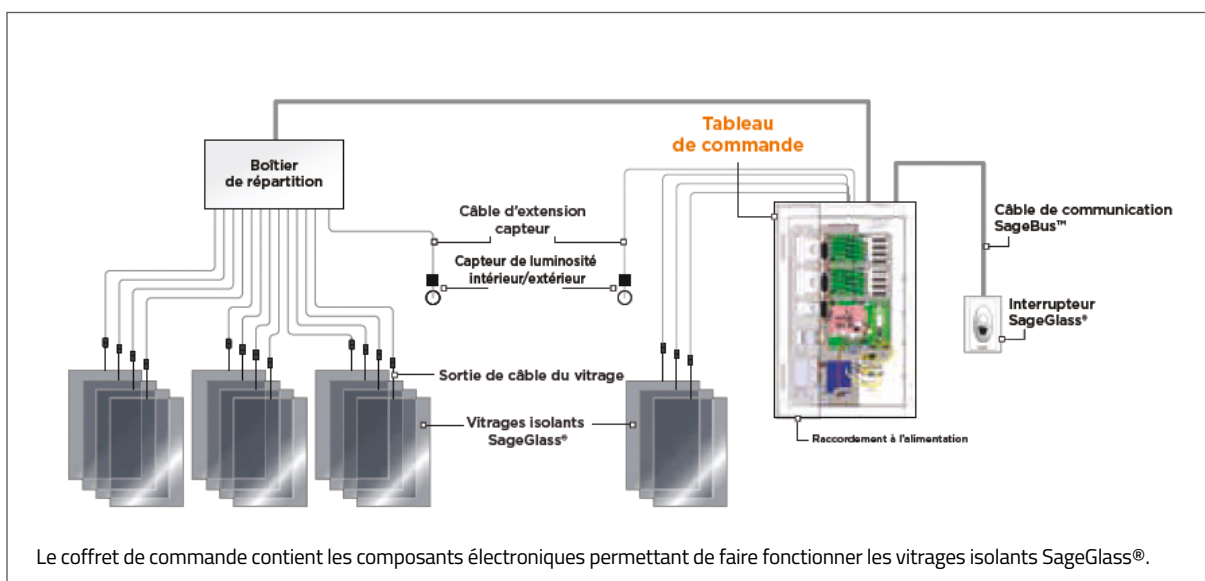 Tableau
de commande
Boîtier
de répartition
Câble d'extension
capteur
Câble de communication
SageBus™
Capteur de luminosité
intérieur/extérieur
Interrupteur
SageGlass®
Sortie de câble du vitrage
Vitrages isolants
SageGlass®
Raccordement à l'alimentation
Le coffret de commande contient les composants électroniques permettant de faire fonctionner les vitrages isolants SageGlass®.